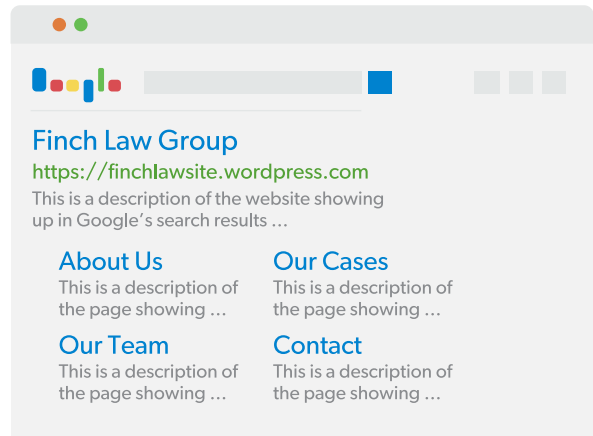 Finch Law Group
https://finchlawsite.wordpress.com
This is a description of the website showing
up in Google's search results ...
About Us
This is a description of
the page showing ...
Our Cases
This is a description of
the page showing ...
Our Team
This is a description of
the page showing ...
Contact
This is a description of
the page showing ...